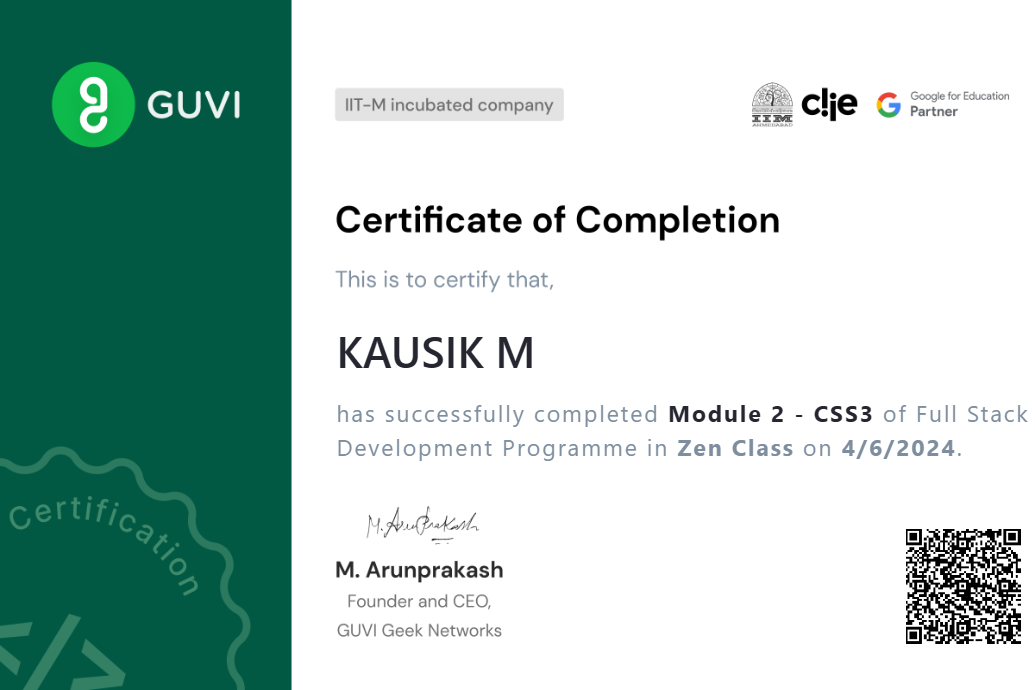 GUVI
IIT-M incubated company
IIM
AHMEDABAD
c!ie
Google for Education
Partner
Certificate of Completion
This is to certify that,
KAUSIK M
has successfully completed Module 2 - CSS3 of Full Stack
Development Programme in Zen Class on 4/6/2024.
Certification
</>
M. Arunprakash
M. Arunprakash
Founder and CEO,
GUVI Geek Networks